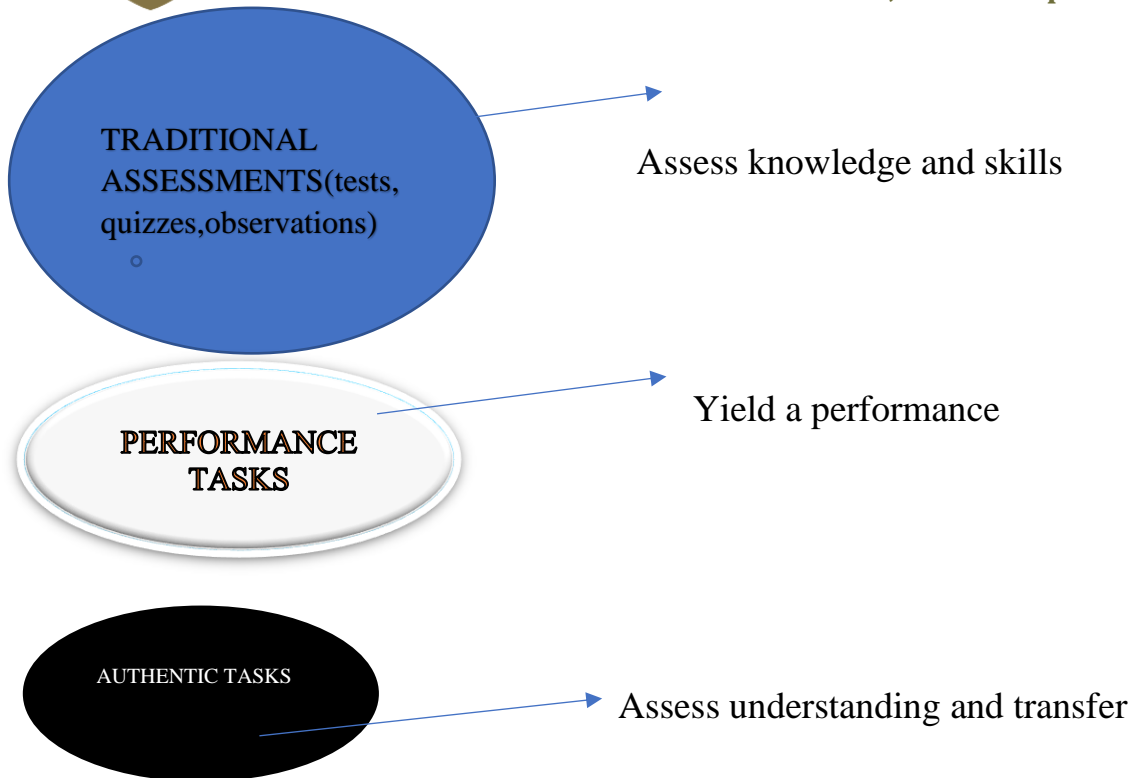 TRADITIONAL
ASSESSMENTS(tests,
quizzes,observations)
Assess knowledge and skills
PERFORMANCE
TASKS
Yield a performance
AUTHENTIC TASKS
Assess understanding and transfer